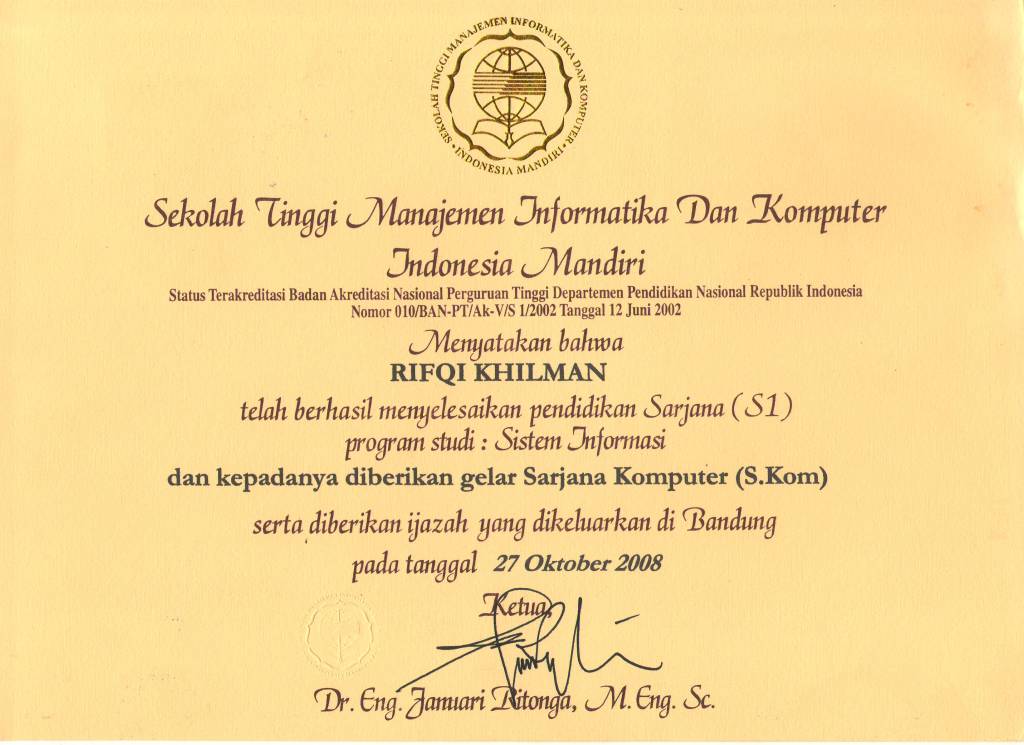 SEKOLAH TINGGI MANAJEMEN INFORMATIKA DAN KOMPUTER
• INDONESIA MANDIRI •
Sekolah Tinggi Manajemen Informatika Dan Komputer
Indonesia Mandiri
Status Terakreditasi Badan Akreditasi Nasional Perguruan Tinggi Departemen Pendidikan Nasional Republik Indonesia
Nomor 010/BAN-PT/Ak-V/S 1/2002 Tanggal 12 Juni 2002
Menyatakan bahwa
RIFQI KHILMAN
telah berhasil menyelesaikan pendidikan Sarjana (S1)
program studi : Sistem Informasi
dan kepadanya diberikan gelar Sarjana Komputer (S.Kom)
serta diberikan ijazah yang dikeluarkan di Bandung
pada tanggal 27 Oktober 2008
Ketua,
Dr. Eng. Januari Ritonga, M. Eng. Sc.